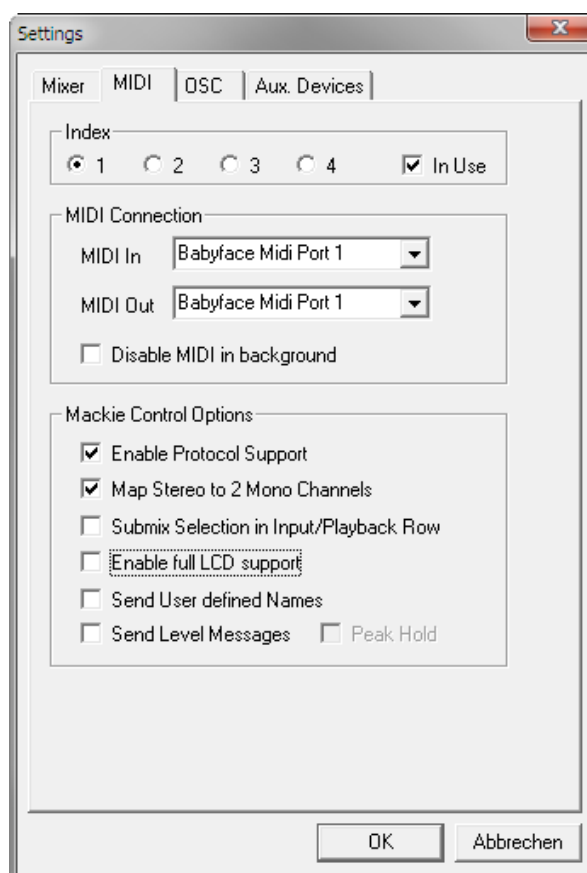 Settings
Mixer MIDI OSC Aux. Devices
Index
1 2 3 4 In Use
MIDI Connection
MIDI In Babyface Midi Port 1
MIDI Out Babyface Midi Port 1
Disable MIDI in background
Mackie Control Options
Enable Protocol Support
Map Stereo to 2 Mono Channels
Submix Selection in Input/Playback Row
Enable full LCD support
Send User defined Names
Send Level Messages Peak Hold
OK Abbrechen